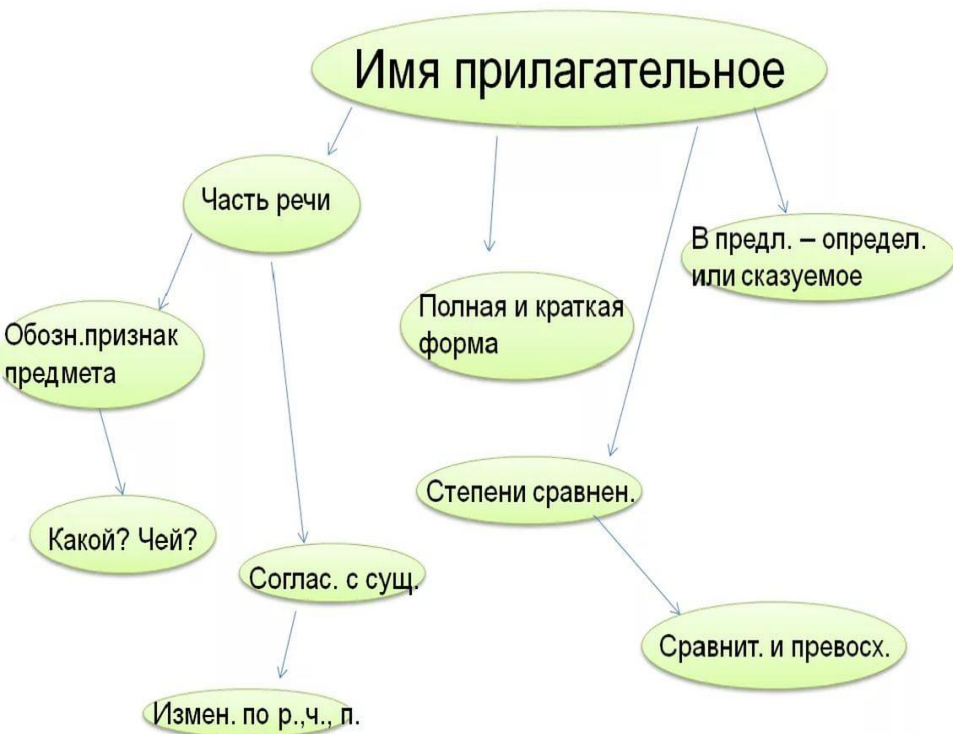 Имя прилагательное
Часть речи
В предл. – определ.
или сказуемое
Полная и краткая
форма
Обозн.признак
предмета
Степени сравнен.
Какой? Чей?
Соглас. с сущ.
Сравнит. и превосх.
Измен. по р.,ч., п.